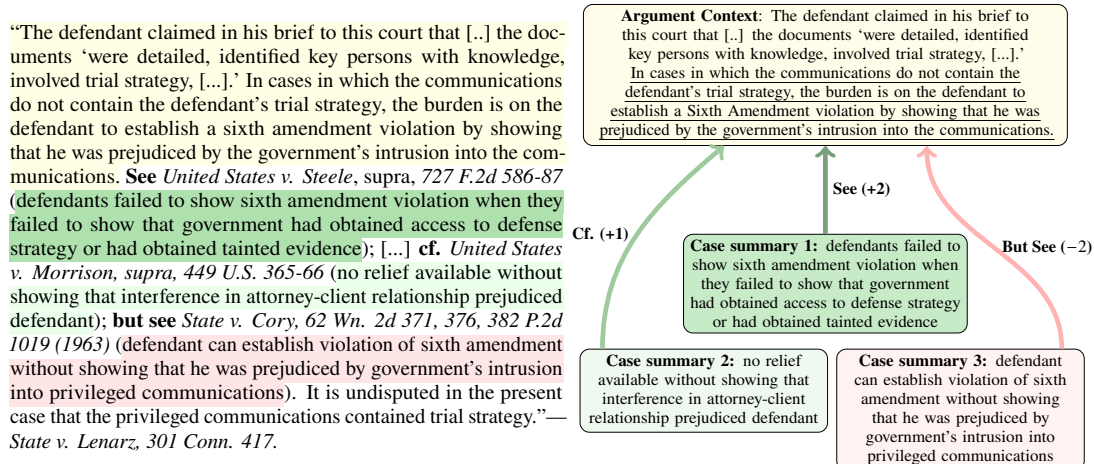 “The defendant claimed in his brief to this court that [..] the doc-
uments ‘were detailed, identified key persons with knowledge,
involved trial strategy, [...].’ In cases in which the communications
do not contain the defendant’s trial strategy, the burden is on the
defendant to establish a sixth amendment violation by showing
that he was prejudiced by the government’s intrusion into the com-
munications. See United States v. Steele, supra, 727 F.2d 586-87
(defendants failed to show sixth amendment violation when they
failed to show that government had obtained access to defense
strategy or had obtained tainted evidence); [...] cf. United States
v. Morrison, supra, 449 U.S. 365-66 (no relief available without
showing that interference in attorney-client relationship prejudiced
defendant); but see State v. Cory, 62 Wn. 2d 371, 376, 382 P.2d
1019 (1963) (defendant can establish violation of sixth amendment
without showing that he was prejudiced by government’s intrusion
into privileged communications). It is undisputed in the present
case that the privileged communications contained trial strategy.”—
State v. Lenarz, 301 Conn. 417.
Argument Context: The defendant claimed in his brief to
this court that [..] the documents ‘were detailed, identified
key persons with knowledge, involved trial strategy, [...].’
In cases in which the communications do not contain the
defendant’s trial strategy, the burden is on the defendant to
establish a Sixth Amendment violation by showing that he was
prejudiced by the government’s intrusion into the communications.
See (+2)
Cf. (+1)
But See (−2)
Case summary 1: defendants failed to
show sixth amendment violation when
they failed to show that government
had obtained access to defense strategy
or had obtained tainted evidence
Case summary 2: no relief
available without showing that
interference in attorney-client
relationship prejudiced defendant
Case summary 3: defendant
can establish violation of sixth
amendment without showing
that he was prejudiced by
government’s intrusion into
privileged communications